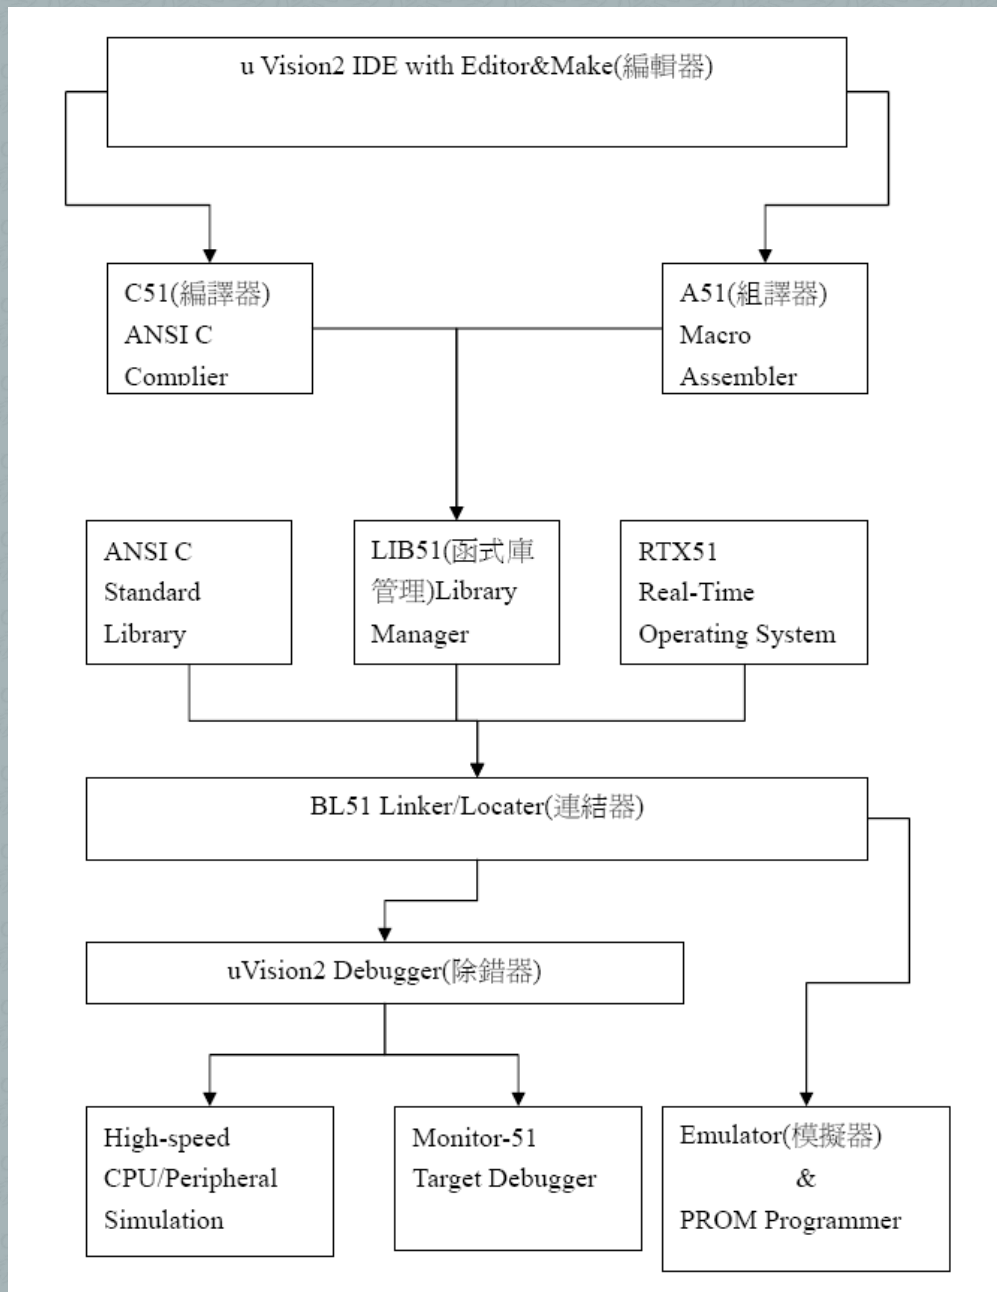 u Vision2 IDE with Editor&Make(編輯器)
C51(編譯器)
ANSI C
Complier
A51(組譯器)
Macro
Assembler
ANSI C
Standard
Library
LIB51(函式庫
管理)Library
Manager
RTX51
Real-Time
Operating System
BL51 Linker/Locater(連結器)
uVision2 Debugger(除錯器)
High-speed
CPU/Peripheral
Simulation
Monitor-51
Target Debugger
Emulator(模擬器)
&
PROM Programmer